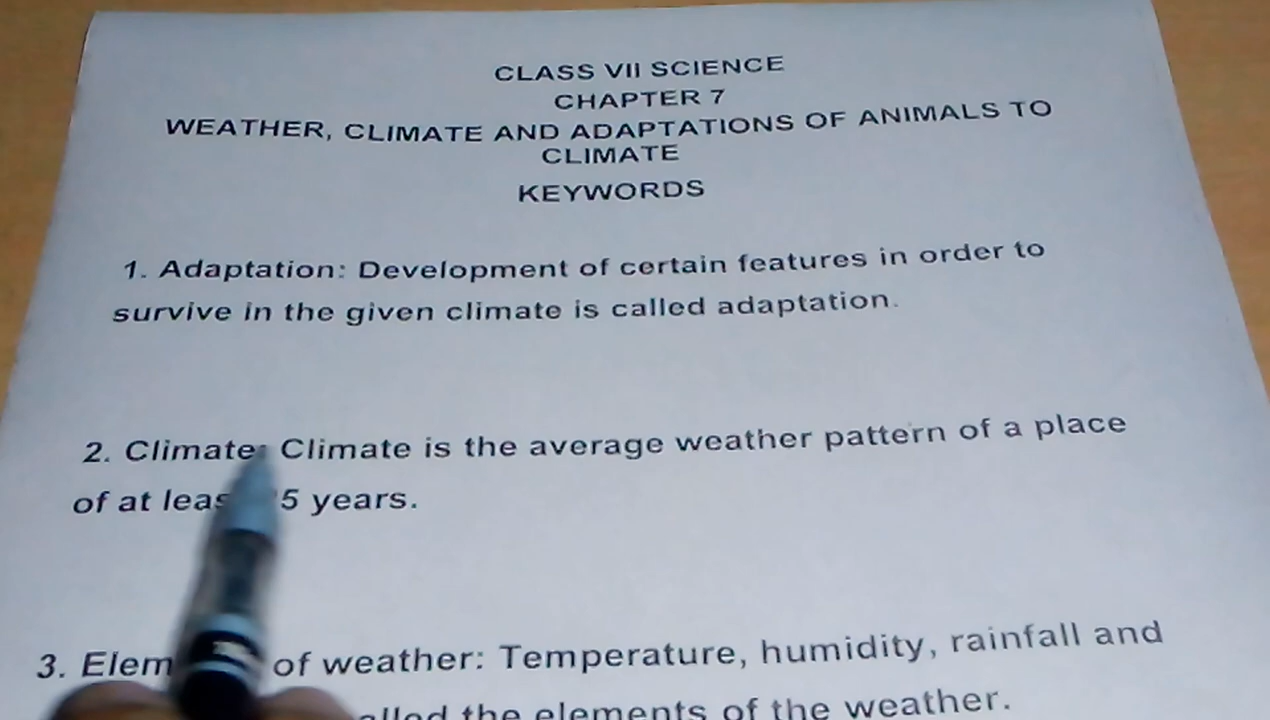 CLASS VII SCIENCE
CHAPTER 7
WEATHER, CLIMATE AND ADAPTATIONS OF ANIMALS TO
CLIMATE
KEYWORDS
1. Adaptation: Development of certain features in order to
survive in the given climate is called adaptation.
2. Climate: Climate is the average weather pattern of a place
of at 5 years.
3. of weather: Temperature, humidity, rainfall and
the elements of the weather.